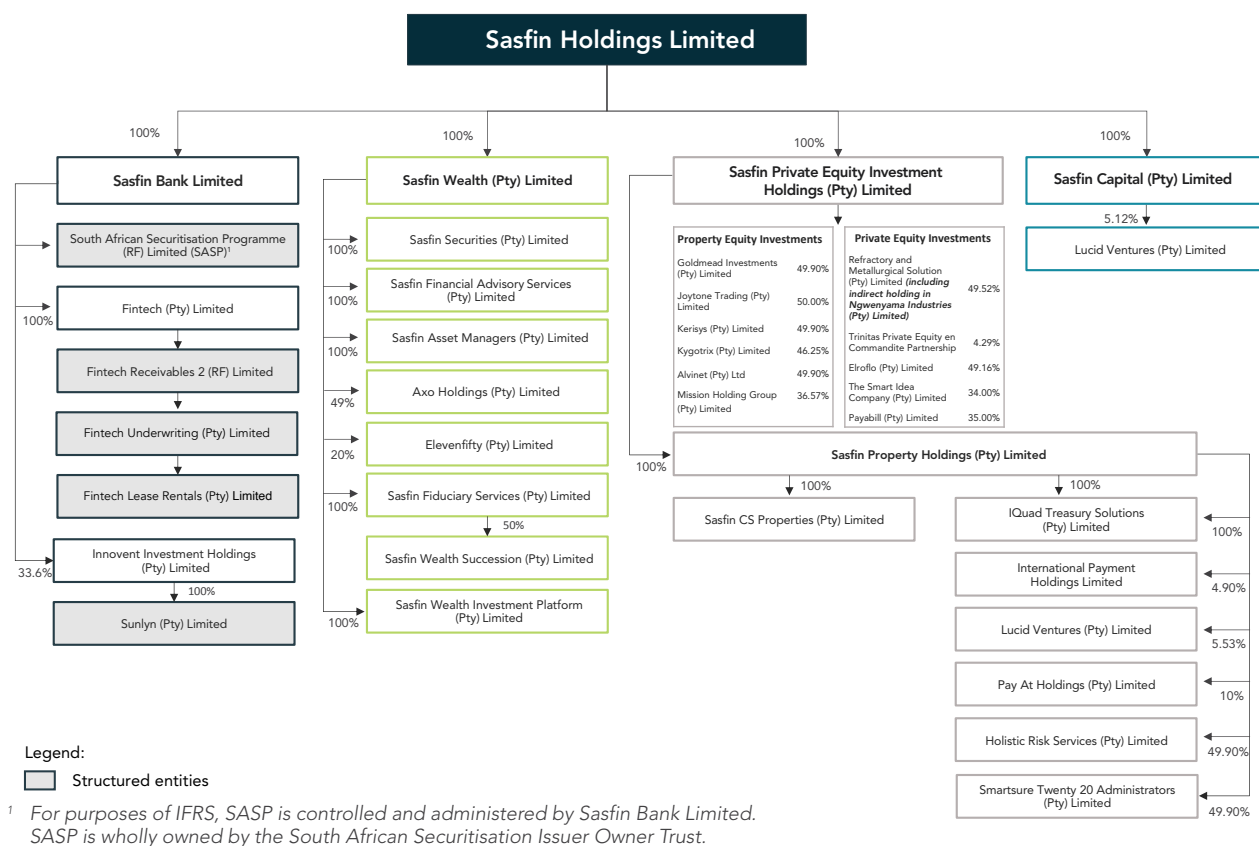 Sasfin Holdings Limited
100%
100%
100%
100%
Sasfin Bank Limited
South African Securitisation Programme
(RF) Limited (SASP)¹
Fintech (Pty) Limited
100%
Fintech Receivables 2 (RF) Limited
Fintech Underwriting (Pty) Limited
Fintech Lease Rentals (Pty) Limited
Innovent Investment Holdings
(Pty) Limited
33.6%
100%
Sunlyn (Pty) Limited
Sasfin Wealth (Pty) Limited
Sasfin Securities (Pty) Limited
100%
Sasfin Financial Advisory Services
(Pty) Limited
100%
Sasfin Asset Managers (Pty) Limited
100%
Axo Holdings (Pty) Limited
49%
Elevenfifty (Pty) Limited
20%
Sasfin Fiduciary Services (Pty) Limited
100%
50%
Sasfin Wealth Succession (Pty) Limited
Sasfin Wealth Investment Platform
(Pty) Limited
100%
Sasfin Private Equity Investment
Holdings (Pty) Limited
Property Equity Investments
Goldmead Investments
(Pty) Limited 49.90%
Joytone Trading (Pty)
Limited 50.00%
Kerisys (Pty) Limited 49.90%
Kygotrix (Pty) Limited 46.25%
Alvinet (Pty) Ltd 49.90%
Mission Holding Group 36.57%
(Pty) Limited
Private Equity Investments
Refractory and
Metallurgical Solution
(Pty) Limited (including
indirect holding in 49.52%
Ngwenyama Industries
(Pty) Limited)
Trinitas Private Equity en
Commandite Partnership 4.29%
Elroflo (Pty) Limited 49.16%
The Smart Idea
Company (Pty) Limited 34.00%
Payabill (Pty) Limited 35.00%
Sasfin Property Holdings (Pty) Limited
100%
100%
100%
Sasfin CS Properties (Pty) Limited
IQuad Treasury Solutions
(Pty) Limited
100%
International Payment
Holdings Limited
4.90%
Lucid Ventures (Pty) Limited
5.53%
Pay At Holdings (Pty) Limited
10%
Holistic Risk Services (Pty) Limited
49.90%
Smartsure Twenty 20 Administrators
(Pty) Limited
49.90%
Sasfin Capital (Pty) Limited
5.12%
Lucid Ventures (Pty) Limited
Legend:
Structured entities
¹ For purposes of IFRS, SASP is controlled and administered by Sasfin Bank Limited.
SASP is wholly owned by the South African Securitisation Issuer Owner Trust.